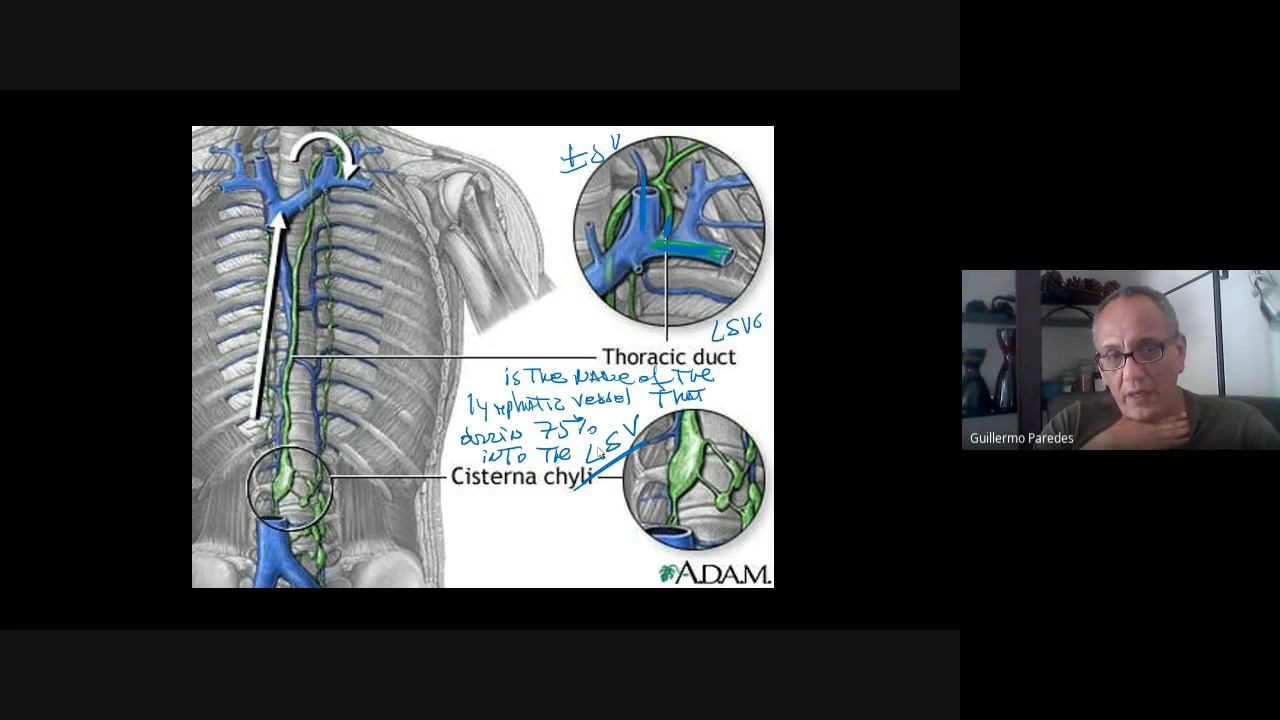 LSV
LSVG
Thoracic duct
is The name of The
lymphatic vessel That
drain 75%
into The LSV
Cisterna chyli
A.D.A.M.
Guillermo Paredes